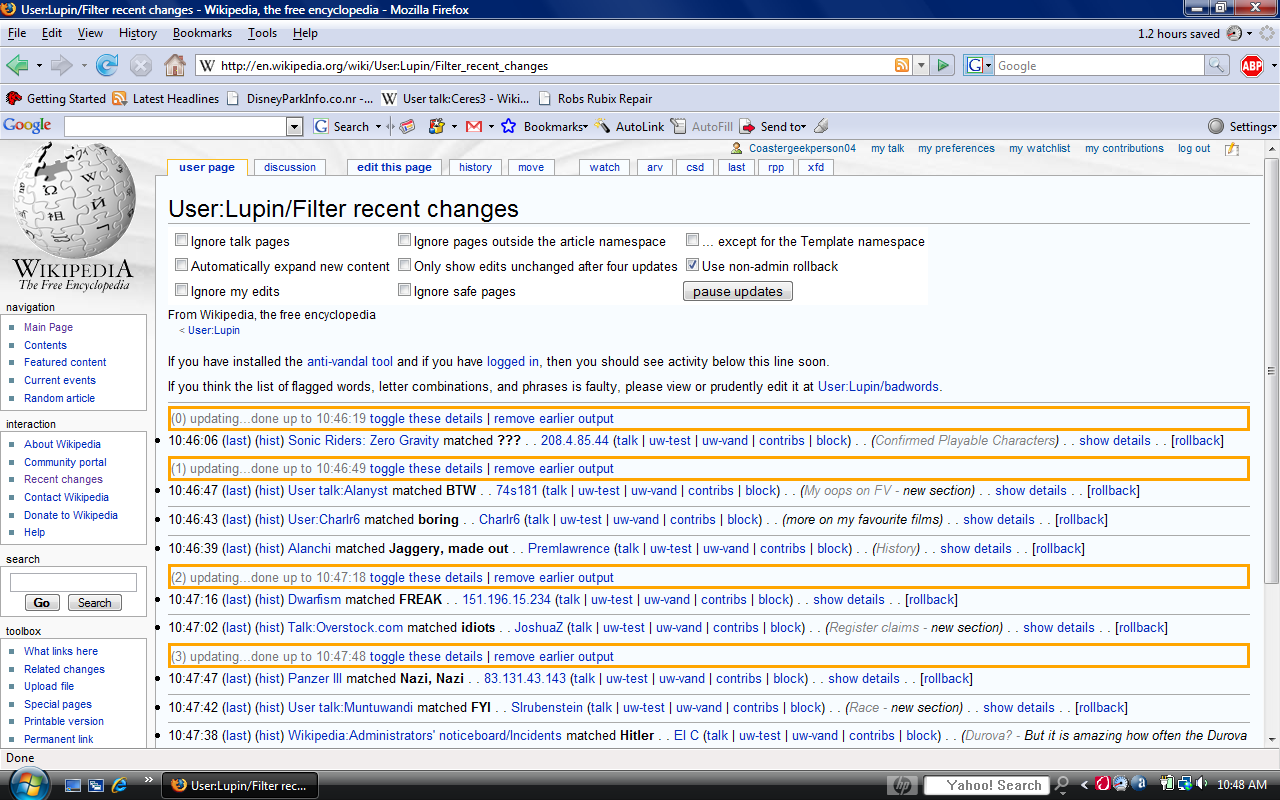 User:Lupin/Filter recent changes - Wikipedia, the free encyclopedia - Mozilla Firefox
File Edit View History Bookmarks Tools Help 1.2 hours saved
W http://en.wikipedia.org/wiki/User:Lupin/Filter_recent_changes G Google ABP
Getting Started Latest Headlines DisneyParkInfo.co.nr -... W User talk:Ceres3 - Wiki... Robs Rubix Repair
Google G Search Bookmarks AutoLink AutoFill Send to Settings
Coastergeekperson04 my talk my preferences my watchlist my contributions log out
user page discussion edit this page history move watch arv csd last rpp xfd
User:Lupin/Filter recent changes
Ignore talk pages Ignore pages outside the article namespace ... except for the Template namespace
Automatically expand new content Only show edits unchanged after four updates Use non-admin rollback
Ignore my edits Ignore safe pages pause updates
From Wikipedia, the free encyclopedia
< User:Lupin
If you have installed the anti-vandal tool and if you have logged in, then you should see activity below this line soon.
If you think the list of flagged words, letter combinations, and phrases is faulty, please view or prudently edit it at User:Lupin/badwords.
(0) updating...done up to 10:46:19 toggle these details | remove earlier output
10:46:06 (last) (hist) Sonic Riders: Zero Gravity matched ??? . . 208.4.85.44 (talk | uw-test | uw-vand | contribs | block) . . (Confirmed Playable Characters) . . show details . . [rollback]
(1) updating...done up to 10:46:49 toggle these details | remove earlier output
10:46:47 (last) (hist) User talk:Alanyst matched BTW . . 74s181 (talk | uw-test | uw-vand | contribs | block) . . (My oops on FV - new section) . . show details . . [rollback]
10:46:43 (last) (hist) User:Charlr6 matched boring . . Charlr6 (talk | uw-test | uw-vand | contribs | block) . . (more on my favourite films) . . show details . . [rollback]
10:46:39 (last) (hist) Alanchi matched Jaggery, made out . . Premlawrence (talk | uw-test | uw-vand | contribs | block) . . (History) . . show details . . [rollback]
(2) updating...done up to 10:47:18 toggle these details | remove earlier output
10:47:16 (last) (hist) Dwarfism matched FREAK . . 151.196.15.234 (talk | uw-test | uw-vand | contribs | block) . . show details . . [rollback]
10:47:02 (last) (hist) Talk:Overstock.com matched idiots . . JoshuaZ (talk | uw-test | uw-vand | contribs | block) . . (Register claims - new section) . . show details . . [rollback]
(3) updating...done up to 10:47:48 toggle these details | remove earlier output
10:47:47 (last) (hist) Panzer III matched Nazi, Nazi . . 83.131.43.143 (talk | uw-test | uw-vand | contribs | block) . . show details . . [rollback]
10:47:42 (last) (hist) User talk:Muntuwandi matched FYI . . Slrubenstein (talk | uw-test | uw-vand | contribs | block) . . (Race - new section) . . show details . . [rollback]
10:47:38 (last) (hist) Wikipedia:Administrators' noticeboard/Incidents matched Hitler . . El C (talk | uw-test | uw-vand | contribs | block) . . (Durova? - But it is amazing how often the Durova
WIKIPEDIA
The Free Encyclopedia
navigation
Main Page
Contents
Featured content
Current events
Random article
interaction
About Wikipedia
Community portal
Recent changes
Contact Wikipedia
Donate to Wikipedia
Help
search
Go Search
toolbox
What links here
Related changes
Upload file
Special pages
Printable version
Permanent link
Done
User:Lupin/Filter rec... hp Yahoo! Search 10:48 AM